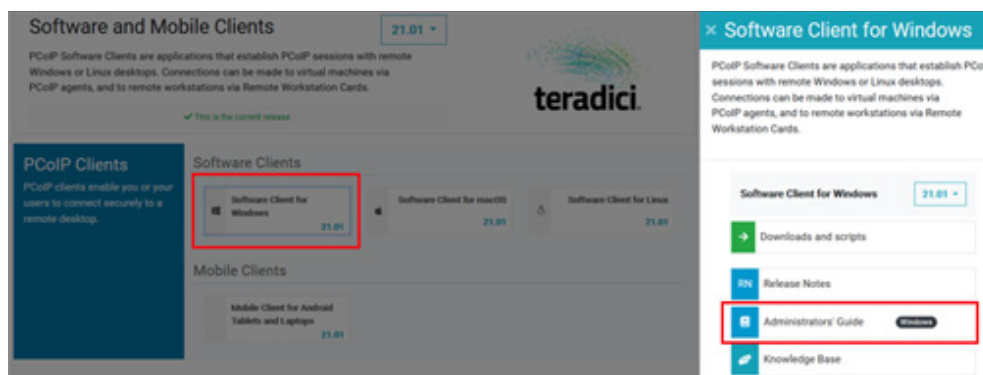 Software and Mobile Clients
21.01
PCoIP Software Clients are applications that establish PCoIP sessions with remote
Windows or Linux desktops. Connections can be made to virtual machines via
PCoIP agents, and to remote workstations via Remote Workstation Cards.
This is the current release
teradici
PCoIP Clients
PCoIP clients enable you or your
users to connect securely to a
remote desktop.
Software Clients
Software Client for
Windows
21.01
Software Client for macOS
21.01
Software Client for Linux
21.01
Mobile Clients
Mobile Client for Android
Tablets and Laptops
21.01
× Software Client for Windows
PCoIP Software Clients are applications that establish PCo
sessions with remote Windows or Linux desktops.
Connections can be made to virtual machines via
PCoIP agents, and to remote workstations via Remote
Workstation Cards.
Software Client for Windows
21.01
Downloads and scripts
RN Release Notes
Administrators' Guide
Windows
Knowledge Base